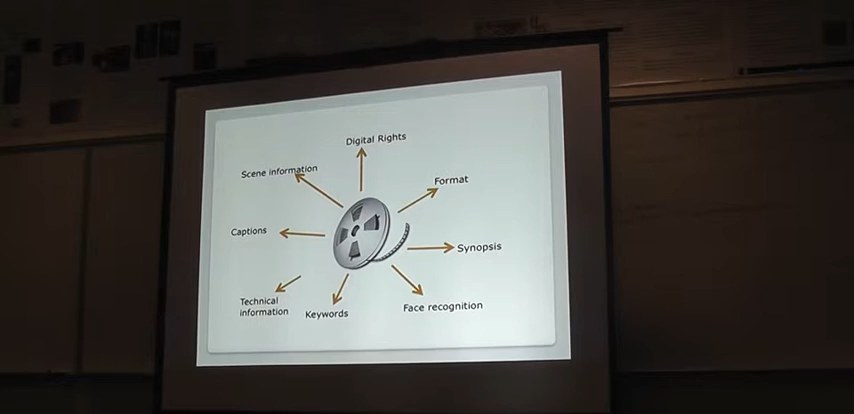 Digital Rights
Scene information
Format
Captions
Synopsis
Technical
information
Keywords
Face recognition